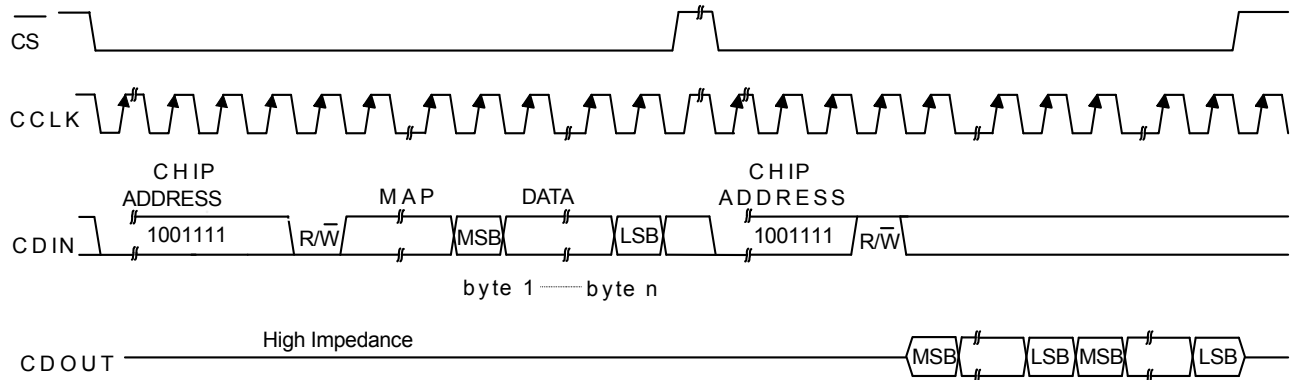 CS
CCLK
CHIP
ADDRESS
MAP
DATA
CHIP
ADDRESS
CDIN
1001111
R/W
MSB
LSB
1001111
R/W
byte 1 byte n
High Impedance
CDOUT
MSB
LSB
MSB
LSB